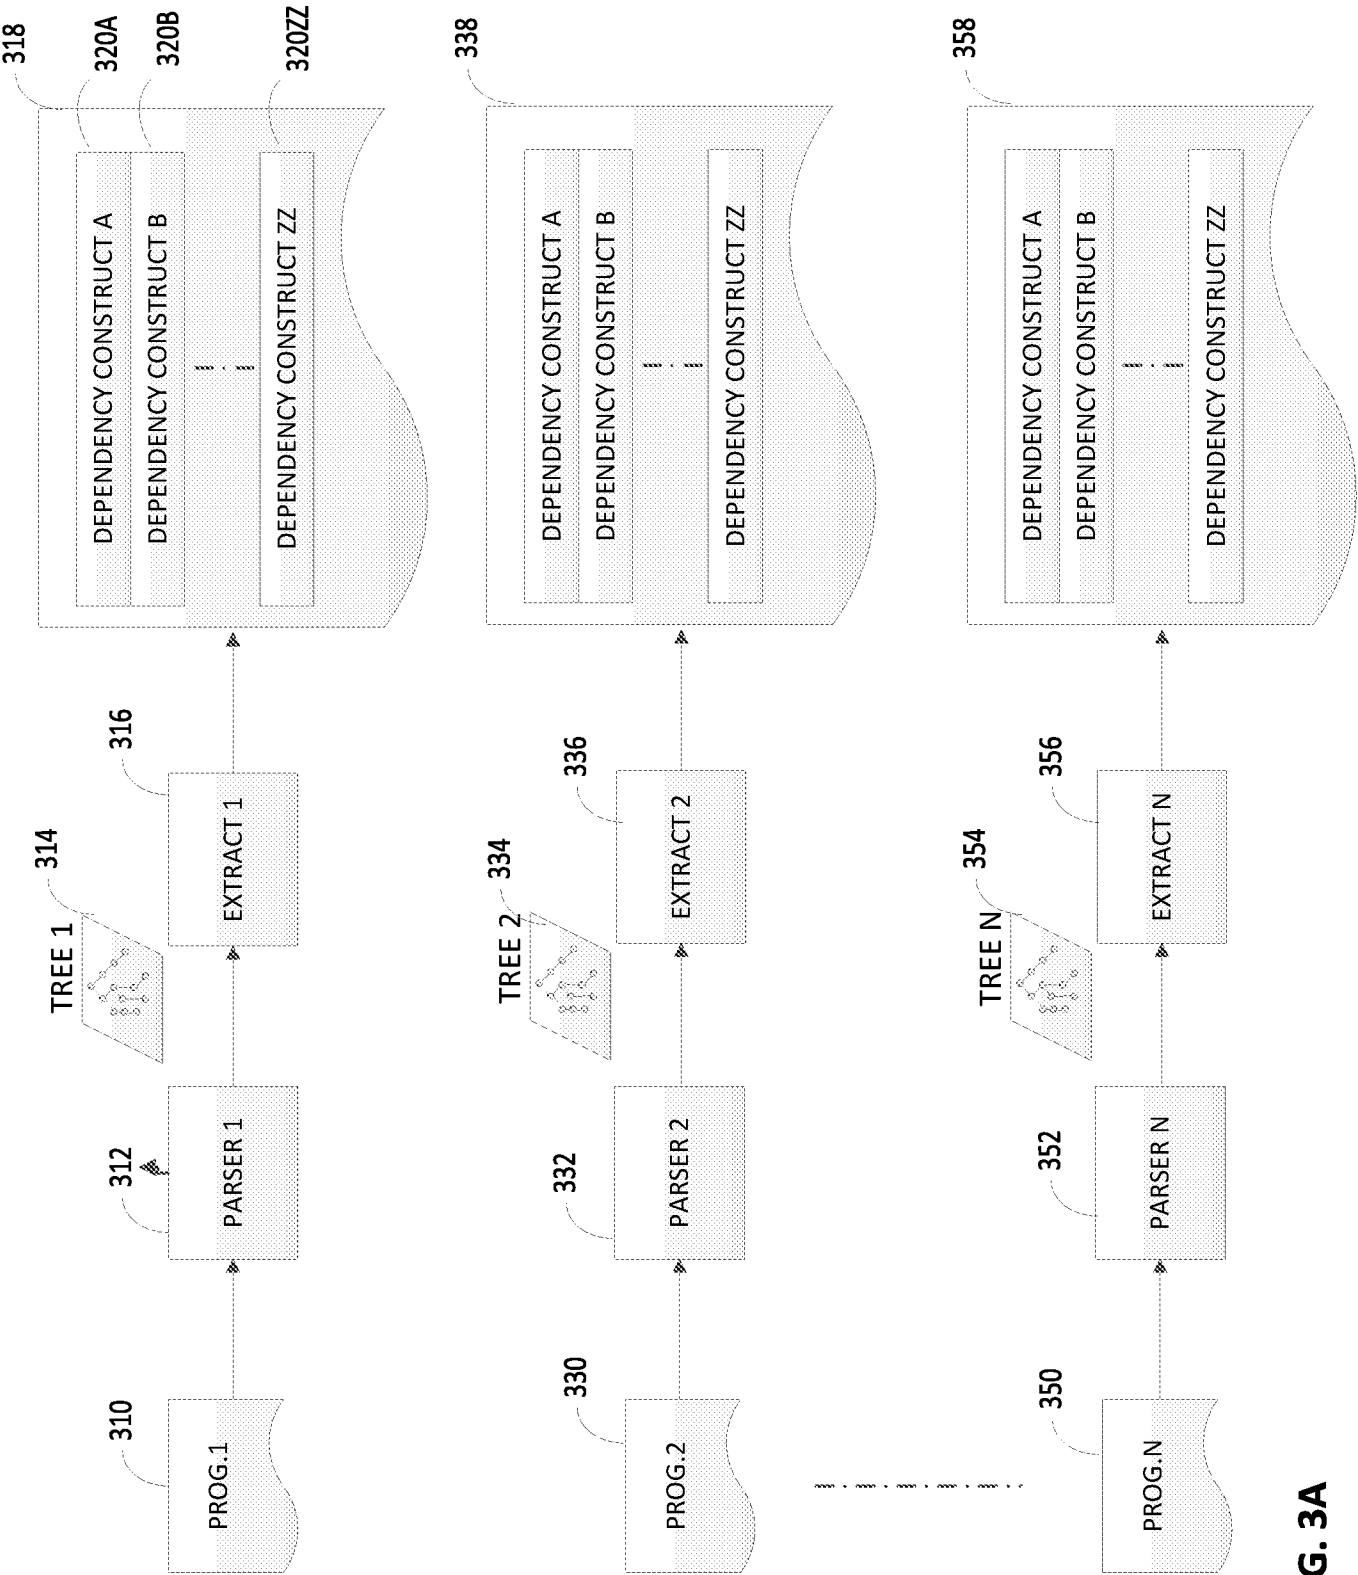 318
320A
320B
320ZZ
DEPENDENCY CONSTRUCT A
DEPENDENCY CONSTRUCT B
DEPENDENCY CONSTRUCT ZZ
316
EXTRACT 1
314
TREE 1
312
PARSER 1
310
PROG.1
338
DEPENDENCY CONSTRUCT A
DEPENDENCY CONSTRUCT B
DEPENDENCY CONSTRUCT ZZ
336
EXTRACT 2
334
TREE 2
332
PARSER 2
330
PROG.2
358
DEPENDENCY CONSTRUCT A
DEPENDENCY CONSTRUCT B
DEPENDENCY CONSTRUCT ZZ
356
EXTRACT N
354
TREE N
352
PARSER N
350
PROG.N
G. 3A